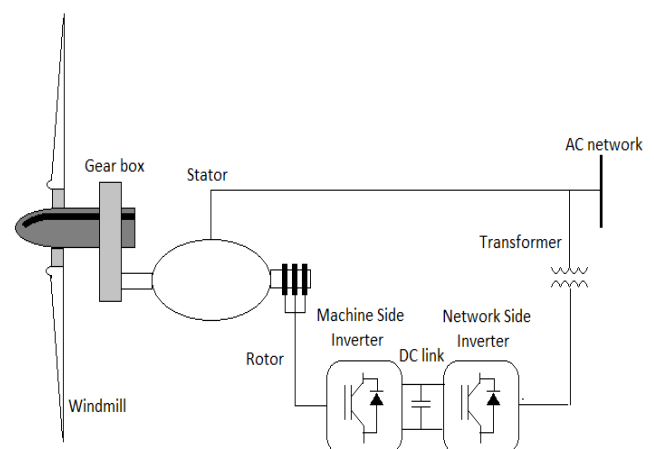 AC network
Gear box
Stator
Transformer
Machine Side
Inverter
Network Side
Inverter
DC link
Rotor
Windmill